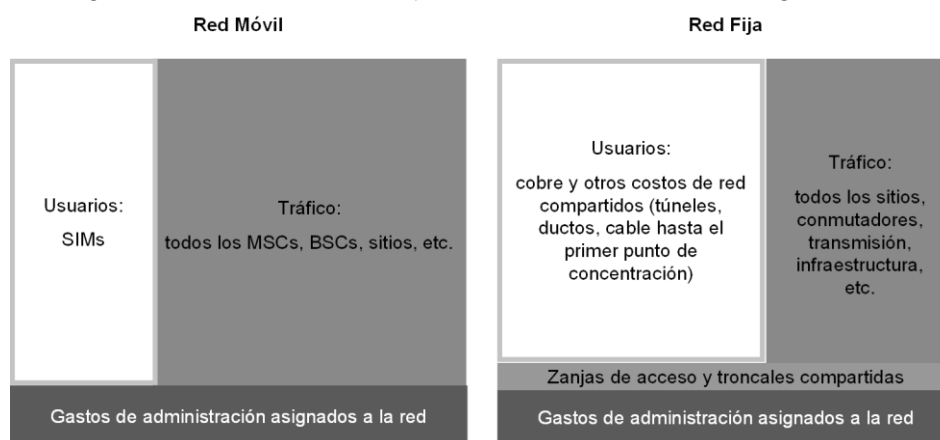 Red Móvil
Usuarios:
SIMs
Tráfico:
todos los MSCs, BSCs, sitios, etc.
Gastos de administración asignados a la red
Red Fija
Usuarios:
cobre y otros costos de red
compartidos (túneles,
ductos, cable hasta el
primer punto de
concentración)
Tráfico:
todos los sitios,
conmutadores,
transmisión,
infraestructura,
etc.
Zanjas de acceso y troncales compartidas
Gastos de administración asignados a la red